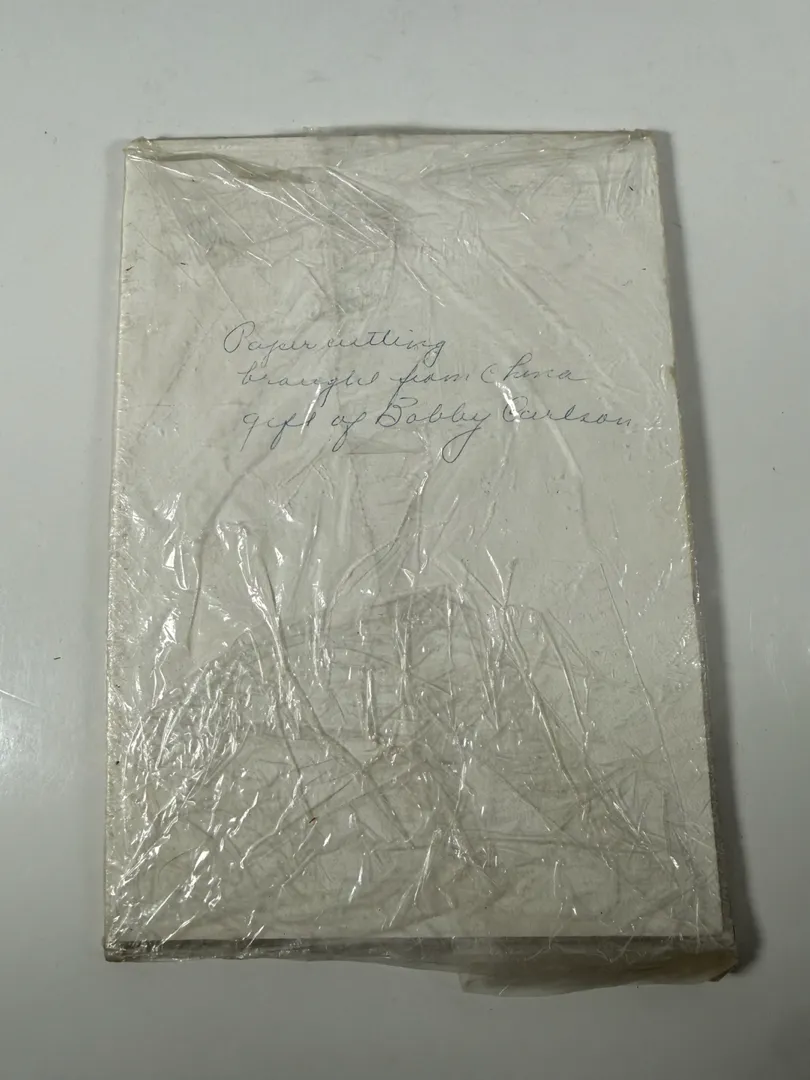 Paper cutting
brought from China
gift of Bobby Carlson